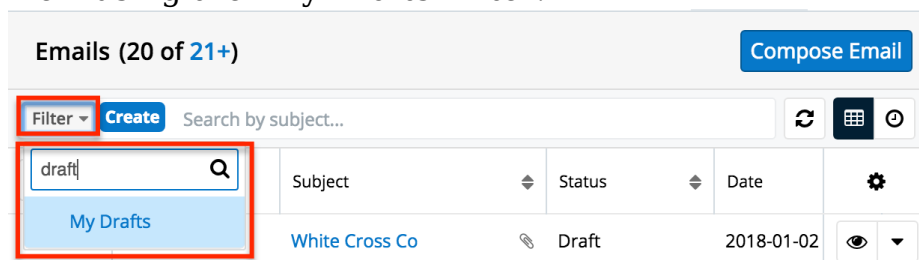 Emails (20 of 21+)
Compose Email
Filter Create Search by subject...
draft
Subject Status Date
My Drafts
White Cross Co Draft 2018-01-02